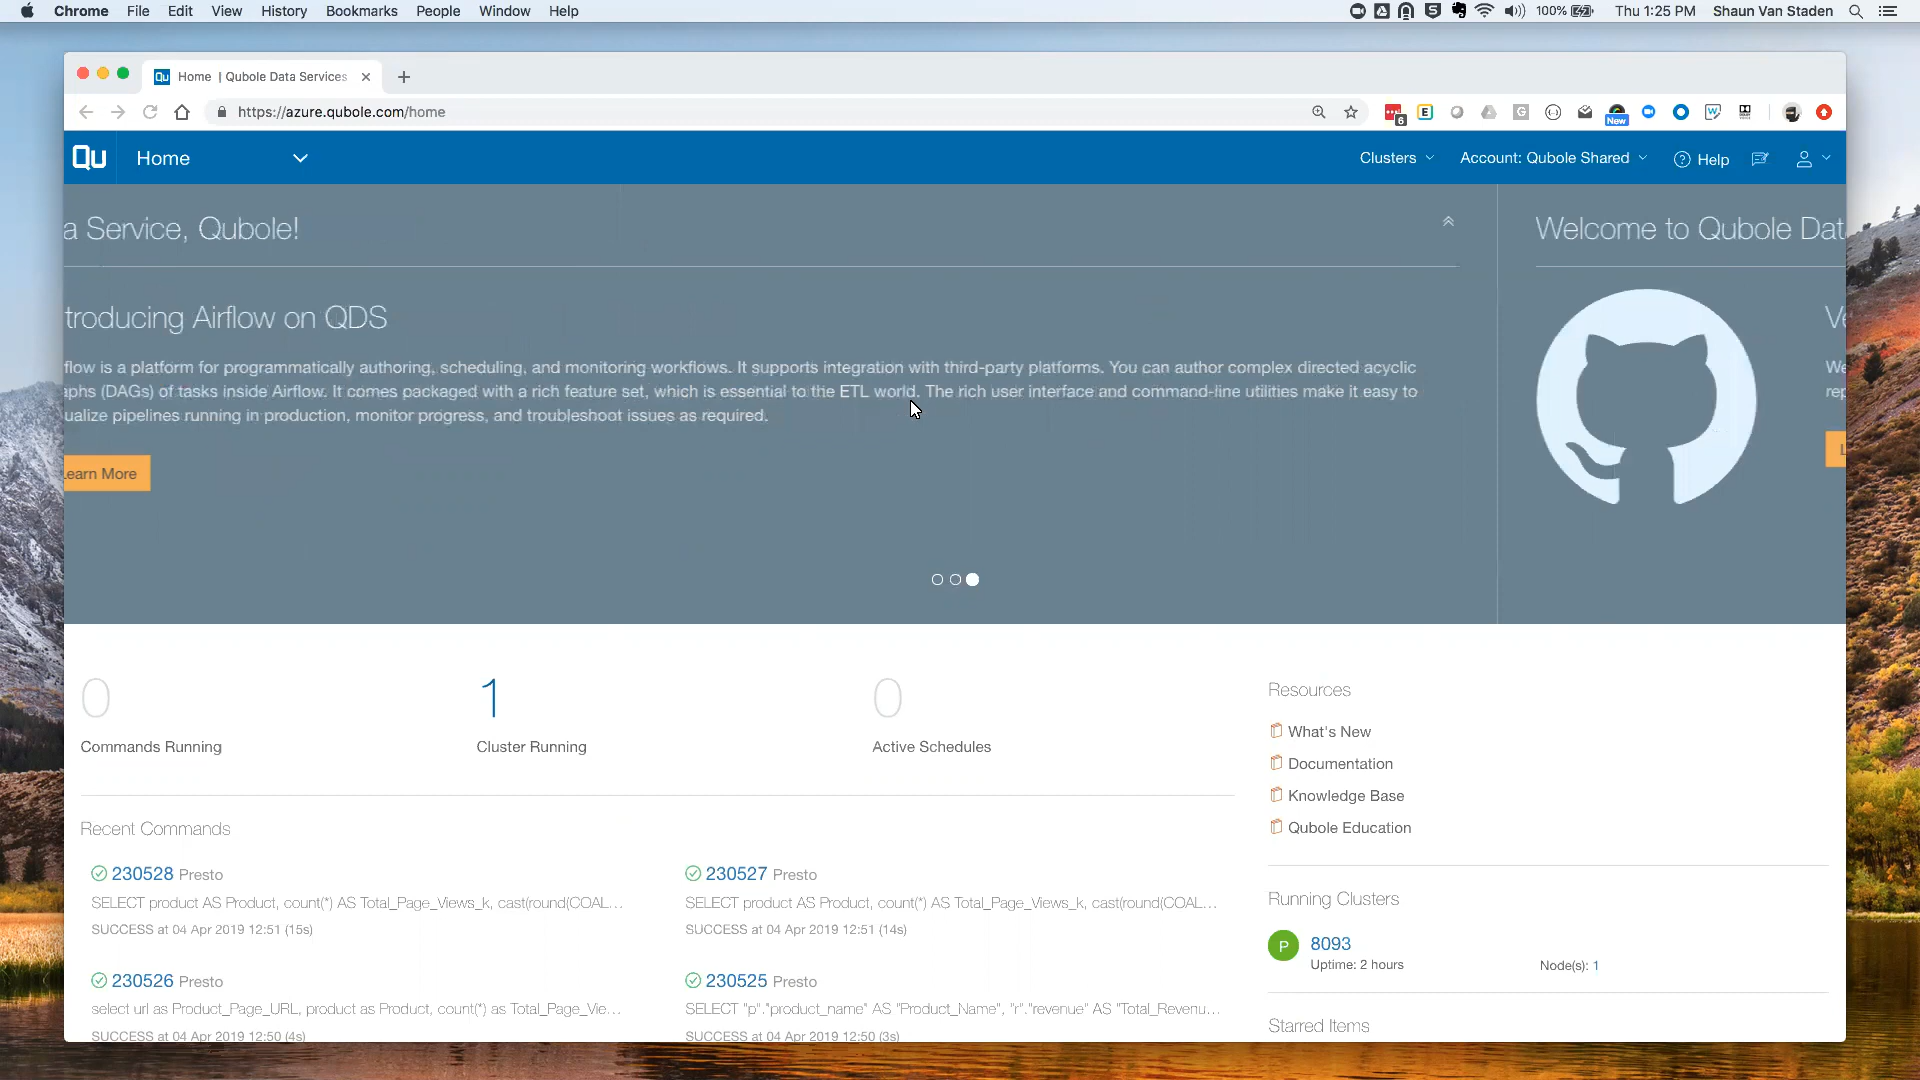 Chrome File Edit View History Bookmarks People Window Help 100% Thu 1:25 PM Shaun Van Staden
Qu Home | Qubole Data Services
https://azure.qubole.com/home 6 E G New
Qu Home Clusters Account: Qubole Shared ? Help
a Service, Qubole! Welcome to Qubole Dat
troducing Airflow on QDS
flow is a platform for programmatically authoring, scheduling, and monitoring workflows. It supports integration with third-party platforms. You can author complex directed acyclic
aphs (DAGs) of tasks inside Airflow. It comes packaged with a rich feature set, which is essential to the ETL world. The rich user interface and command-line utilities make it easy to
ualize pipelines running in production, monitor progress, and troubleshoot issues as required.
earn More
0 1 0
Commands Running Cluster Running Active Schedules
Resources
What's New
Documentation
Knowledge Base
Qubole Education
Recent Commands
230528 Presto
SELECT product AS Product, count(*) AS Total_Page_Views_k, cast(round(COAL...
SUCCESS at 04 Apr 2019 12:51 (15s)
230527 Presto
SELECT product AS Product, count(*) AS Total_Page_Views_k, cast(round(COAL...
SUCCESS at 04 Apr 2019 12:51 (14s)
230526 Presto
select url as Product_Page_URL, product as Product, count(*) as Total_Page_Vie...
SUCCESS at 04 Apr 2019 12:50 (4s)
230525 Presto
SELECT "p"."product_name" AS "Product_Name", "r"."revenue" AS "Total_Revenu...
SUCCESS at 04 Apr 2019 12:50 (3s)
Running Clusters
P 8093
Uptime: 2 hours Node(s): 1
Starred Items